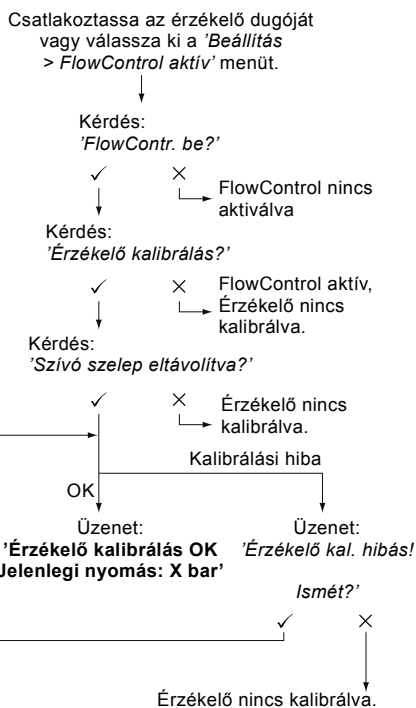 Csatlakoztassa az érzékelő dugóját
vagy válassza ki a 'Beállítás
> FlowControl aktív' menüt.
Kérdés:
'FlowContr. be?'
✓ ✕
FlowControl nincs
aktiválva
Kérdés:
'Érzékelő kalibrálás?'
✓ ✕
FlowControl aktív,
Érzékelő nincs
kalibrálva.
Kérdés:
'Szívó szelep eltávolítva?'
✓ ✕
Érzékelő nincs
kalibrálva.
Kalibrálási hiba
OK
Üzenet:
'Érzékelő kalibrálás OK
Jelenlegi nyomás: X bar'
Üzenet:
'Érzékelő kal. hibás!
Ismét?'
✓ ✕
Érzékelő nincs kalibrálva.